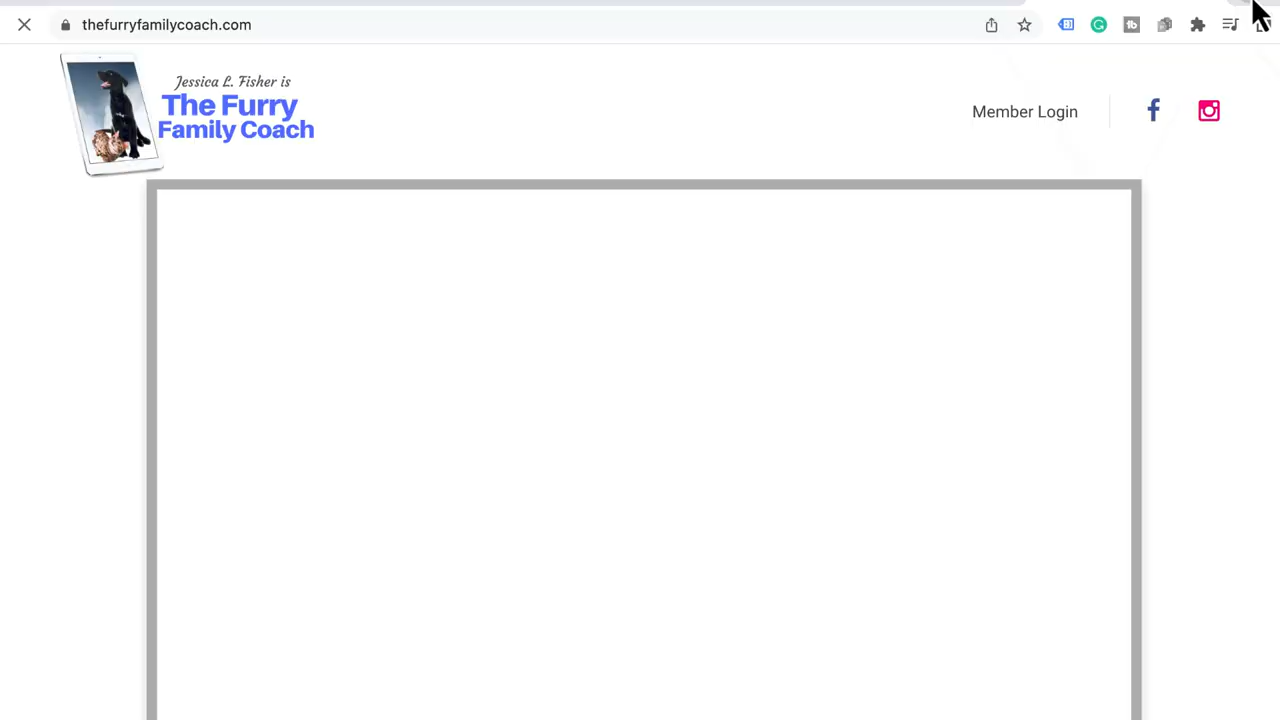 thefurryfamilycoach.com
Jessica L. Fisher is
The Furry
Family Coach
Member Login